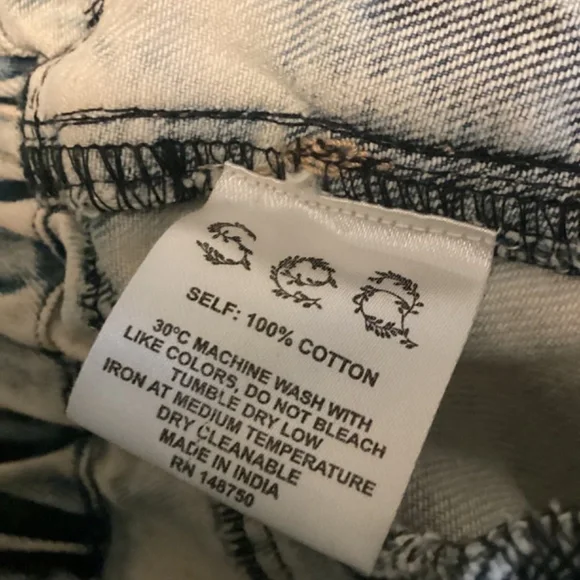 SELF: 100% COTTON
30°C MACHINE WASH WITH
LIKE COLORS, DO NOT BLEACH
TUMBLE DRY LOW
IRON AT MEDIUM TEMPERATURE
DRY CLEANABLE
MADE IN INDIA
RN 148750